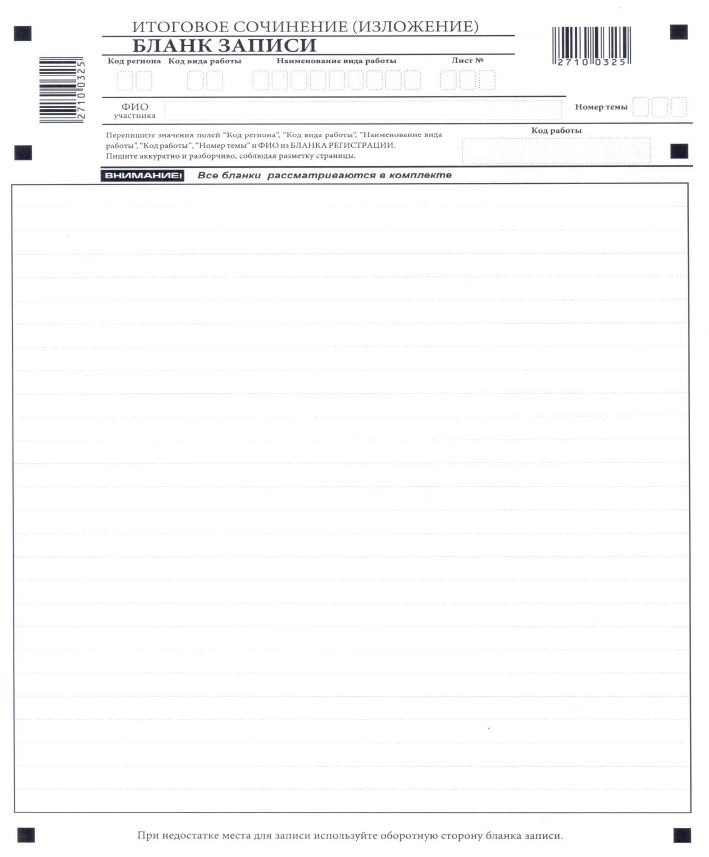 ИТОГОВОЕ СОЧИНЕНИЕ (ИЗЛОЖЕНИЕ)
БЛАНК ЗАПИСИ
2710 0325
2710 0325
Код региона Код вида работы Наименование вида работы Лист №
ФИО
участника
Номер темы
Перепишите значения полей "Код региона", "Код вида работы", "Наименование вида
работы", "Код работы", "Номер темы" и ФИО из БЛАНКА РЕГИСТРАЦИИ.
Пишите аккуратно и разборчиво, соблюдая разметку страницы.
Код работы
ВНИМАНИЕ! Все бланки рассматриваются в комплекте
При недостатке места для записи используйте оборотную сторону бланка записи.